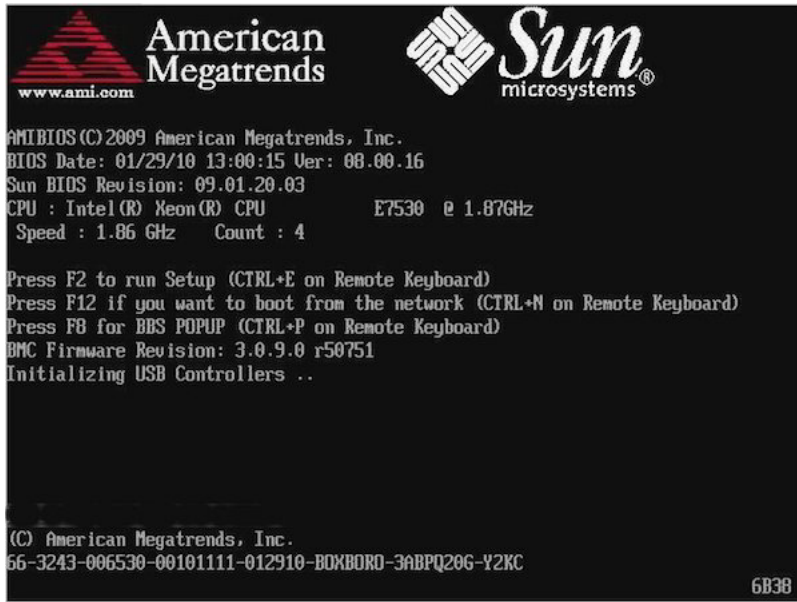 American
Megatrends
www.ami.com
Sun
microsystems
®
AMIBIOS(C)2009 American Megatrends, Inc.
BIOS Date: 01/29/10 13:00:15 Ver: 08.00.16
Sun BIOS Revision: 09.01.20.03
CPU : Intel(R) Xeon(R) CPU E7530 @ 1.87GHz
Speed : 1.86 GHz Count : 4
Press F2 to run Setup (CTRL+E on Remote Keyboard)
Press F12 if you want to boot from the network (CTRL+N on Remote Keyboard)
Press F8 for BBS POPUP (CTRL+P on Remote Keyboard)
BMC Firmware Revision: 3.0.9.0 r50751
Initializing USB Controllers ..
(C) American Megatrends, Inc.
66-3243-006530-00101111-012910-BOXBORO-3ABPQ20G-Y2KC
6B38